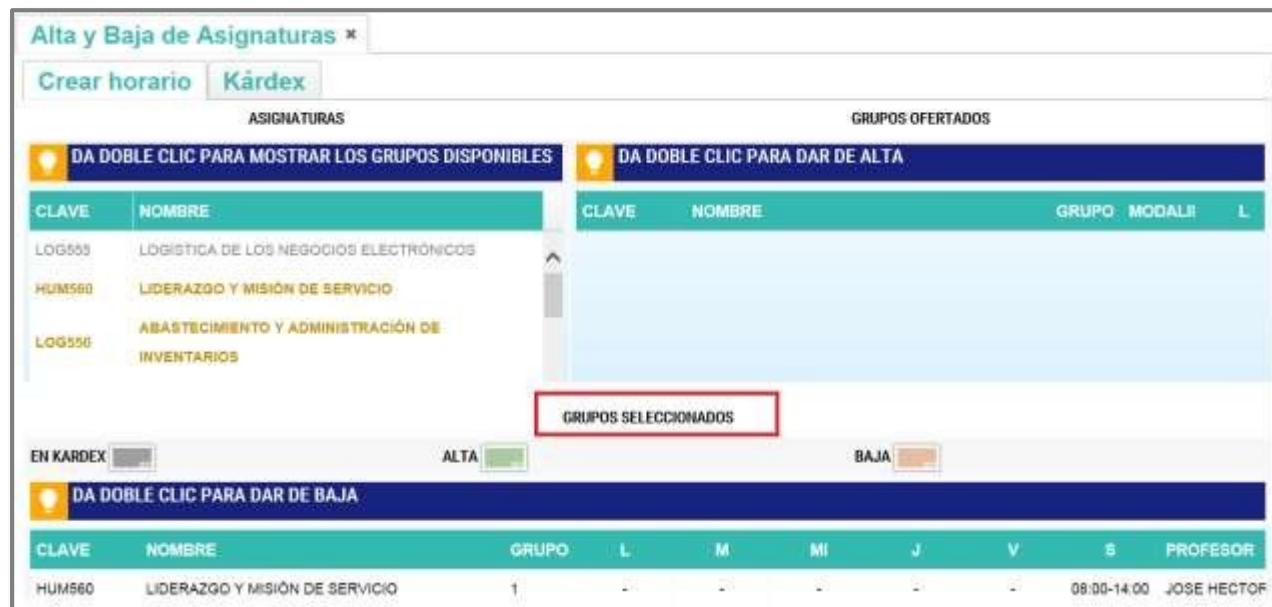 Alta y Baja de Asignaturas ×
Crear horario Kárdex
ASIGNATURAS GRUPOS OFERTADOS
DA DOBLE CLIC PARA MOSTRAR LOS GRUPOS DISPONIBLES DA DOBLE CLIC PARA DAR DE ALTA
CLAVE NOMBRE CLAVE NOMBRE GRUPO MODALII L
LOG555 LOGÍSTICA DE LOS NEGOCIOS ELECTRÓNICOS
HUM560 LIDERAZGO Y MISIÓN DE SERVICIO
LOG550 ABASTECIMIENTO Y ADMINISTRACIÓN DE
INVENTARIOS
GRUPOS SELECCIONADOS
EN KARDEX ALTA BAJA
DA DOBLE CLIC PARA DAR DE BAJA
CLAVE NOMBRE GRUPO L M MI J V S PROFESOR
HUM560 LIDERAZGO Y MISIÓN DE SERVICIO 1 - - - - - 08:00-14:00 JOSE HECTOR